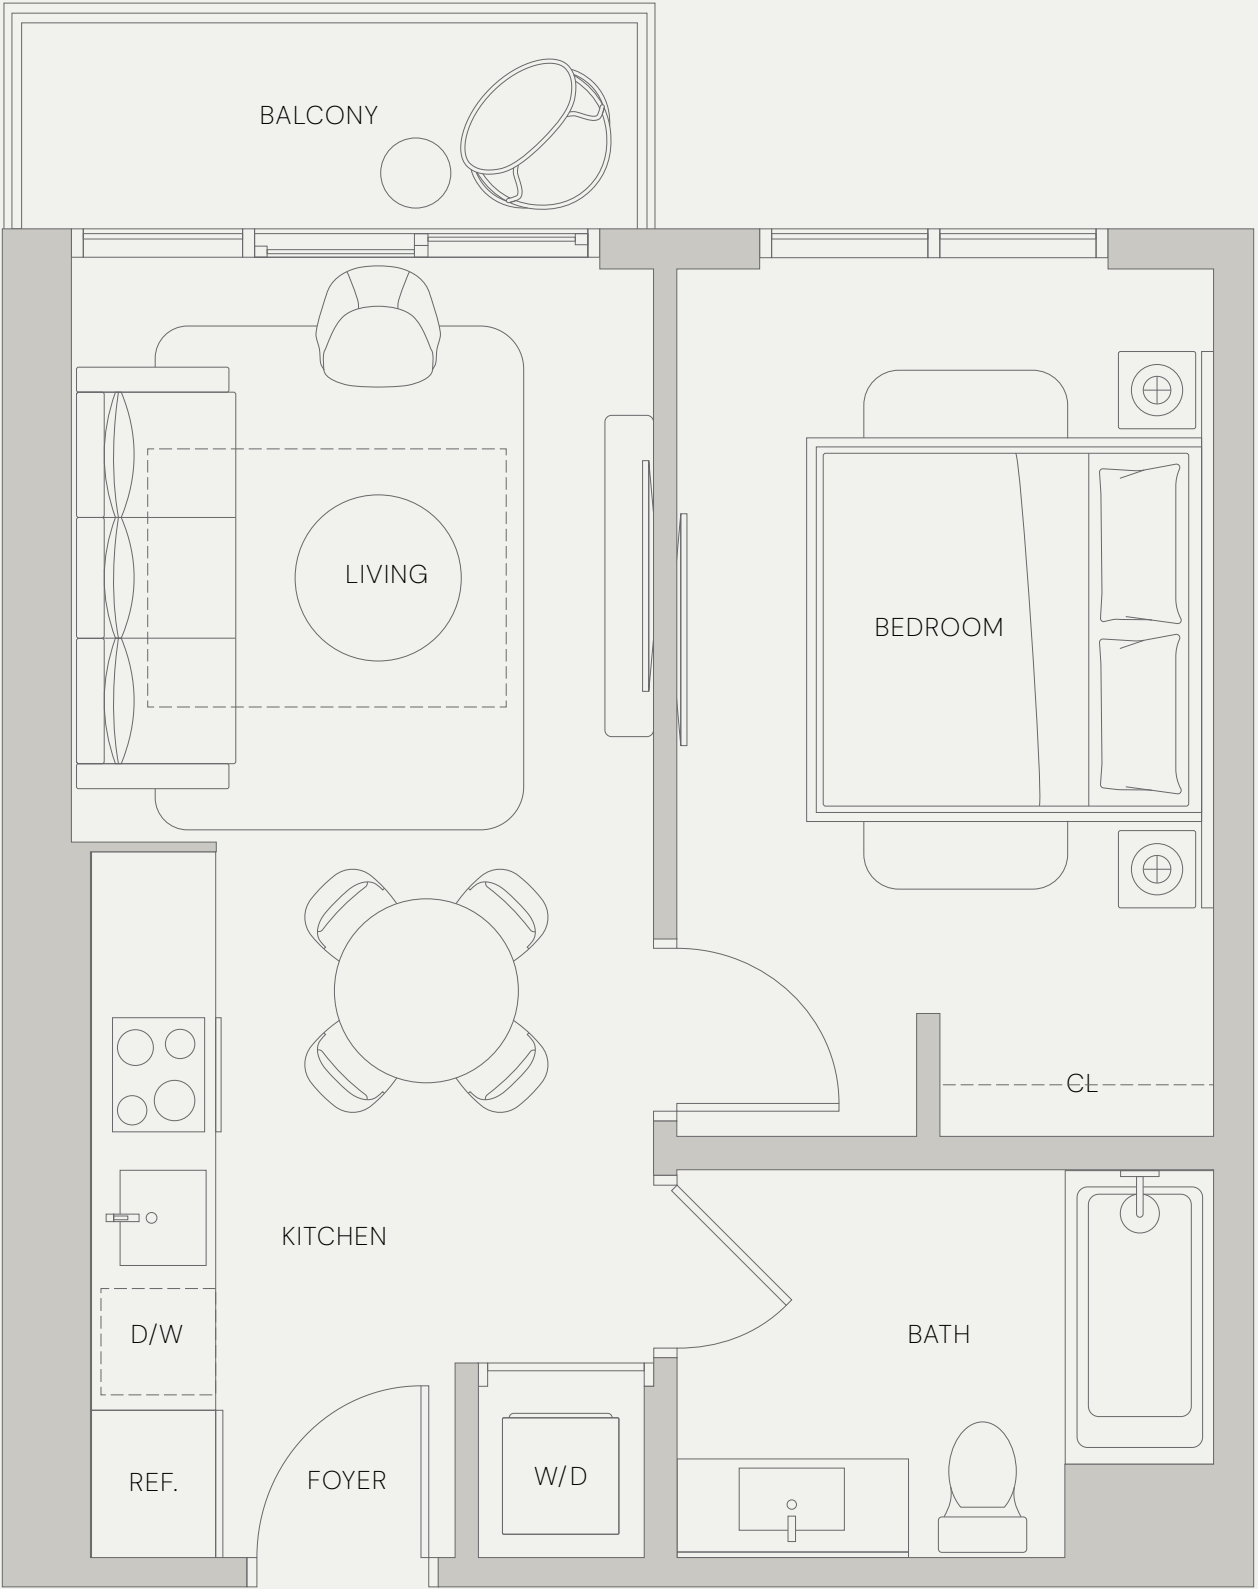 BALCONY
LIVING
BEDROOM
CL
KITCHEN
D/W
BATH
REF.
FOYER
W/D